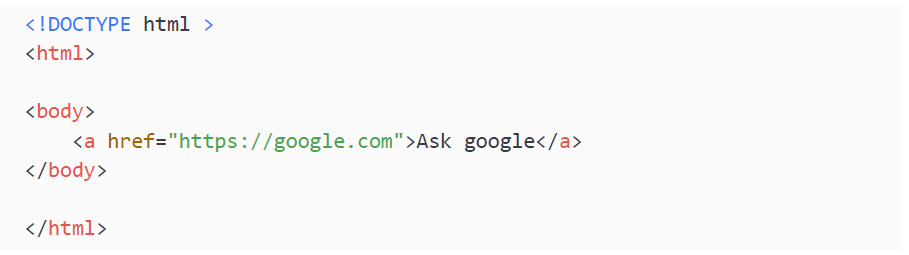 <!DOCTYPE html >
<html>
<body>
<a href="https://google.com">Ask google</a>
</body>
</html>